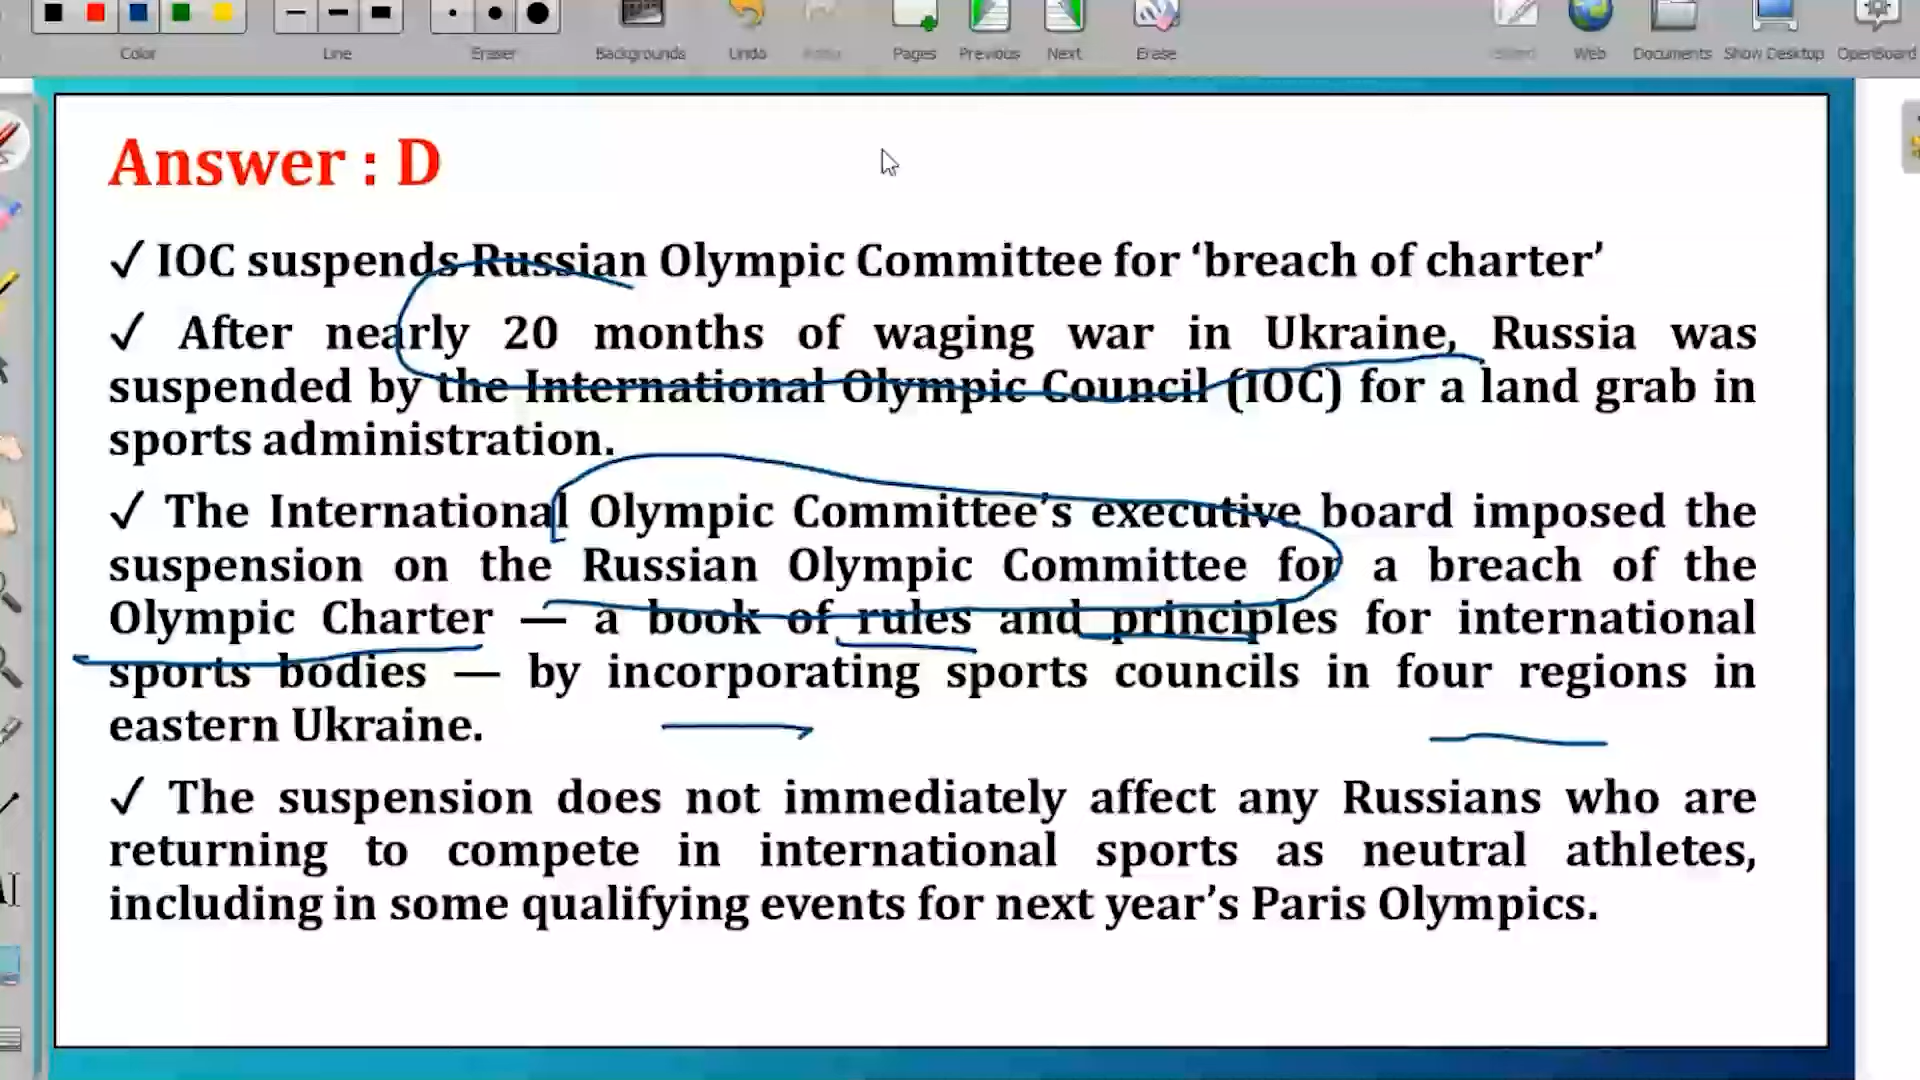 Color Line Eraser Backgrounds Undo Pages Previous Next Erase Web Documents Show Desktop OpenBoard
Answer : D
✓ IOC suspends Russian Olympic Committee for ‘breach of charter’
✓ After nearly 20 months of waging war in Ukraine, Russia was
suspended by the International Olympic Council (IOC) for a land grab in
sports administration.
✓ The International Olympic Committee’s executive board imposed the
suspension on the Russian Olympic Committee for a breach of the
Olympic Charter — a book of rules and principles for international
sports bodies — by incorporating sports councils in four regions in
eastern Ukraine.
✓ The suspension does not immediately affect any Russians who are
returning to compete in international sports as neutral athletes,
including in some qualifying events for next year’s Paris Olympics.